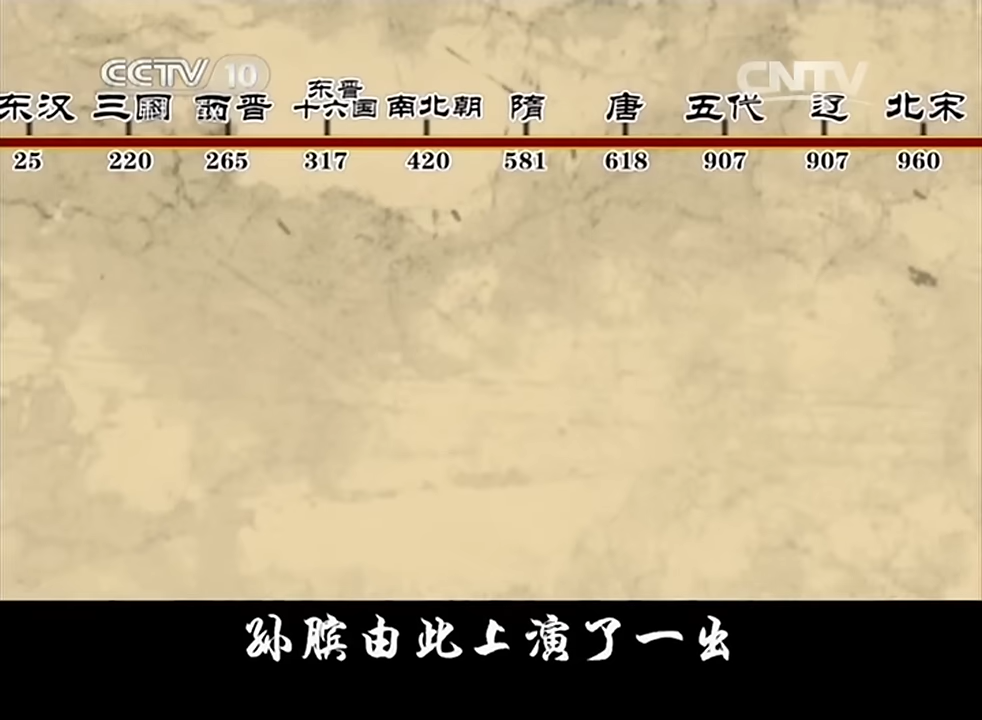 CCTV 10
CNTV
东汉 三國 西晋 东晋十六国 南北朝 隋 唐 五代 辽 北宋
25 220 265 317 420 581 618 907 907 960
孙膑由此上演了一出